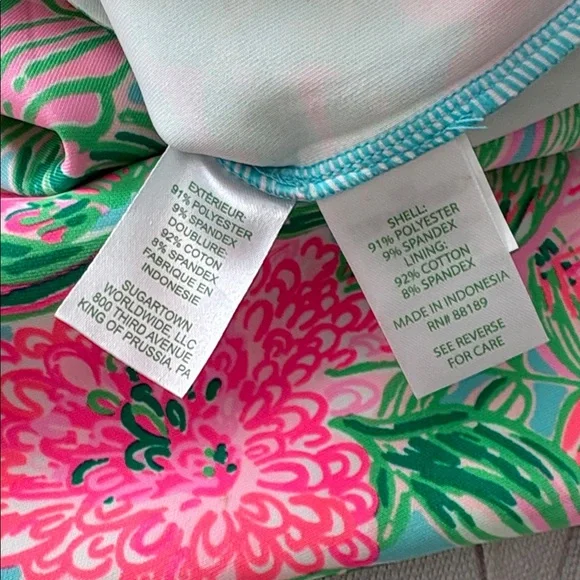 EXTÉRIEUR:
91% POLYESTER
9% SPANDEX
DOUBLURE:
92% COTON
8% SPANDEX
FABRIQUE EN
INDONESIE
SUGARTOWN
WORLDWIDE, LLC
800 THIRD AVENUE
KING OF PRUSSIA, PA
SHELL:
91% POLYESTER
9% SPANDEX
LINING:
92% COTTON
8% SPANDEX
MADE IN INDONESIA
RN# 88189
SEE REVERSE
FOR CARE